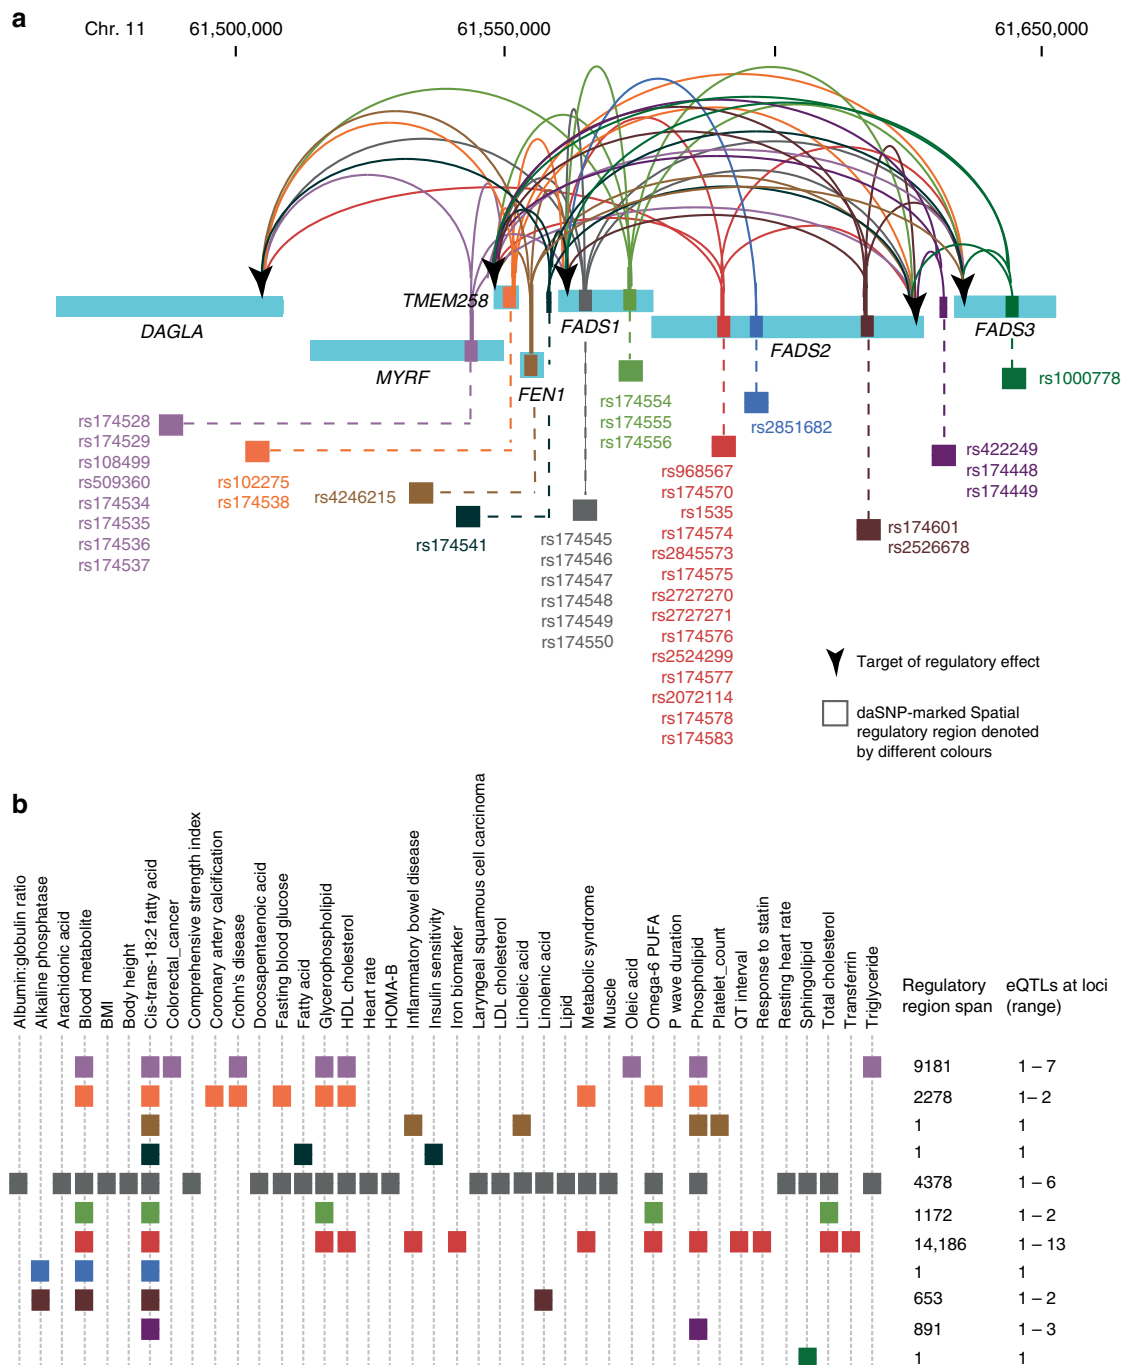 a
Chr. 11
61,500,000
61,550,000
61,650,000
DAGLA
MYRF
TMEM258
FEN1
FADS1
FADS2
FADS3
rs174528
rs174529
rs108499
rs509360
rs174534
rs174535
rs174536
rs174537
rs102275
rs174538
rs4246215
rs174541
rs174545
rs174546
rs174547
rs174548
rs174549
rs174550
rs174554
rs174555
rs174556
rs968567
rs174570
rs1535
rs174574
rs2845573
rs174575
rs2727270
rs2727271
rs174576
rs2524299
rs174577
rs2072114
rs174578
rs174583
rs2851682
rs174601
rs2526678
rs422249
rs174448
rs174449
rs1000778
Target of regulatory effect
daSNP-marked Spatial
regulatory region denoted
by different colours
b
Albumin:globulin ratio
Alkaline phosphatase
Arachidonic acid
Blood metabolite
BMI
Body height
Cis-trans-18:2 fatty acid
Colorectal_cancer
Comprehensive strength index
Coronary artery calcification
Crohn's disease
Docosapentaenoic acid
Fasting blood glucose
Fatty acid
Glycerophospholipid
HDL cholesterol
Heart rate
HOMA-B
Inflammatory bowel disease
Insulin sensitivity
Iron biomarker
Laryngeal squamous cell carcinoma
LDL cholesterol
Linoleic acid
Linolenic acid
Lipid
Metabolic syndrome
Muscle
Oleic acid
Omega-6 PUFA
P wave duration
Phospholipid
Platelet_count
QT interval
Response to statin
Resting heart rate
Sphingolipid
Total cholesterol
Transferrin
Triglyceride
Regulatory
region span
eQTLs at loci
(range)
9181 1 – 7
2278 1– 2
1 1
1 1
4378 1 – 6
1172 1 – 2
14,186 1 – 13
1 1
653 1 – 2
891 1 – 3
1 1